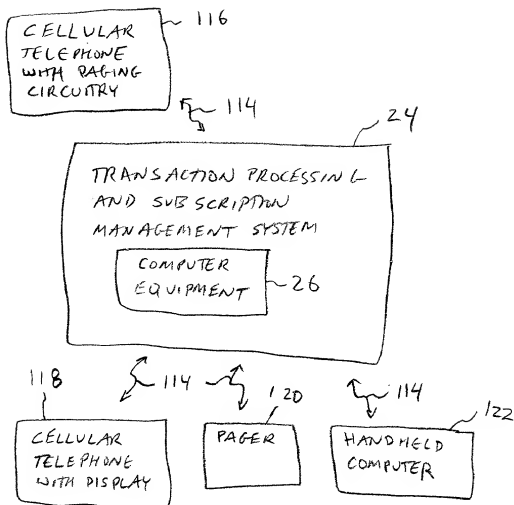 CELLULAR
TELEPHONE
WITH PAGING
CIRCUITRY
116
114
24
TRANSACTION PROCESSING
AND SUBSCRIPTION
MANAGEMENT SYSTEM
COMPUTER
EQUIPMENT
26
118
114
120
114
122
CELLULAR
TELEPHONE
WITH DISPLAY
PAGER
HANDHELD
COMPUTER